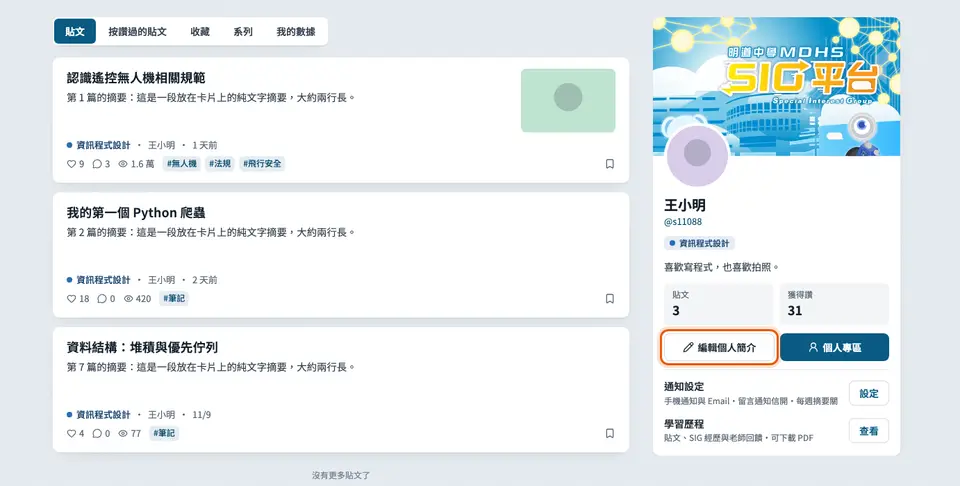 貼文 按讚過的貼文 收藏 系列 我的數據
認識遙控無人機相關規範
第 1 篇的摘要：這是一段放在卡片上的純文字摘要，大約兩行長。
資訊程式設計 • 王小明 • 1 天前
9 3 1.6 萬 #無人機 #法規 #飛行安全
我的第一個 Python 爬蟲
第 2 篇的摘要：這是一段放在卡片上的純文字摘要，大約兩行長。
資訊程式設計 • 王小明 • 2 天前
18 0 420 #筆記
資料結構：堆積與優先佇列
第 7 篇的摘要：這是一段放在卡片上的純文字摘要，大約兩行長。
資訊程式設計 • 王小明 • 11/9
4 0 77 #筆記
沒有更多貼文了
明道中學MDHS
SIG平台
Special Interest Group
王小明
@s11088
資訊程式設計
喜歡寫程式，也喜歡拍照。
貼文 獲得讚
3 31
編輯個人簡介 個人專區
通知設定
手機通知與 Email・留言通知信開・每週摘要關
設定
學習歷程
貼文、SIG 經歷與老師回饋・可下載 PDF
查看